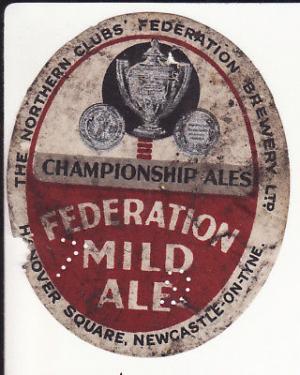 THE NORTHERN CLUBS' FEDERATION BREWERY LTD
CHAMPIONSHIP ALES
FEDERATION
MILD
ALE
HANOVER SQUARE, NEWCASTLE-ON-TYNE.